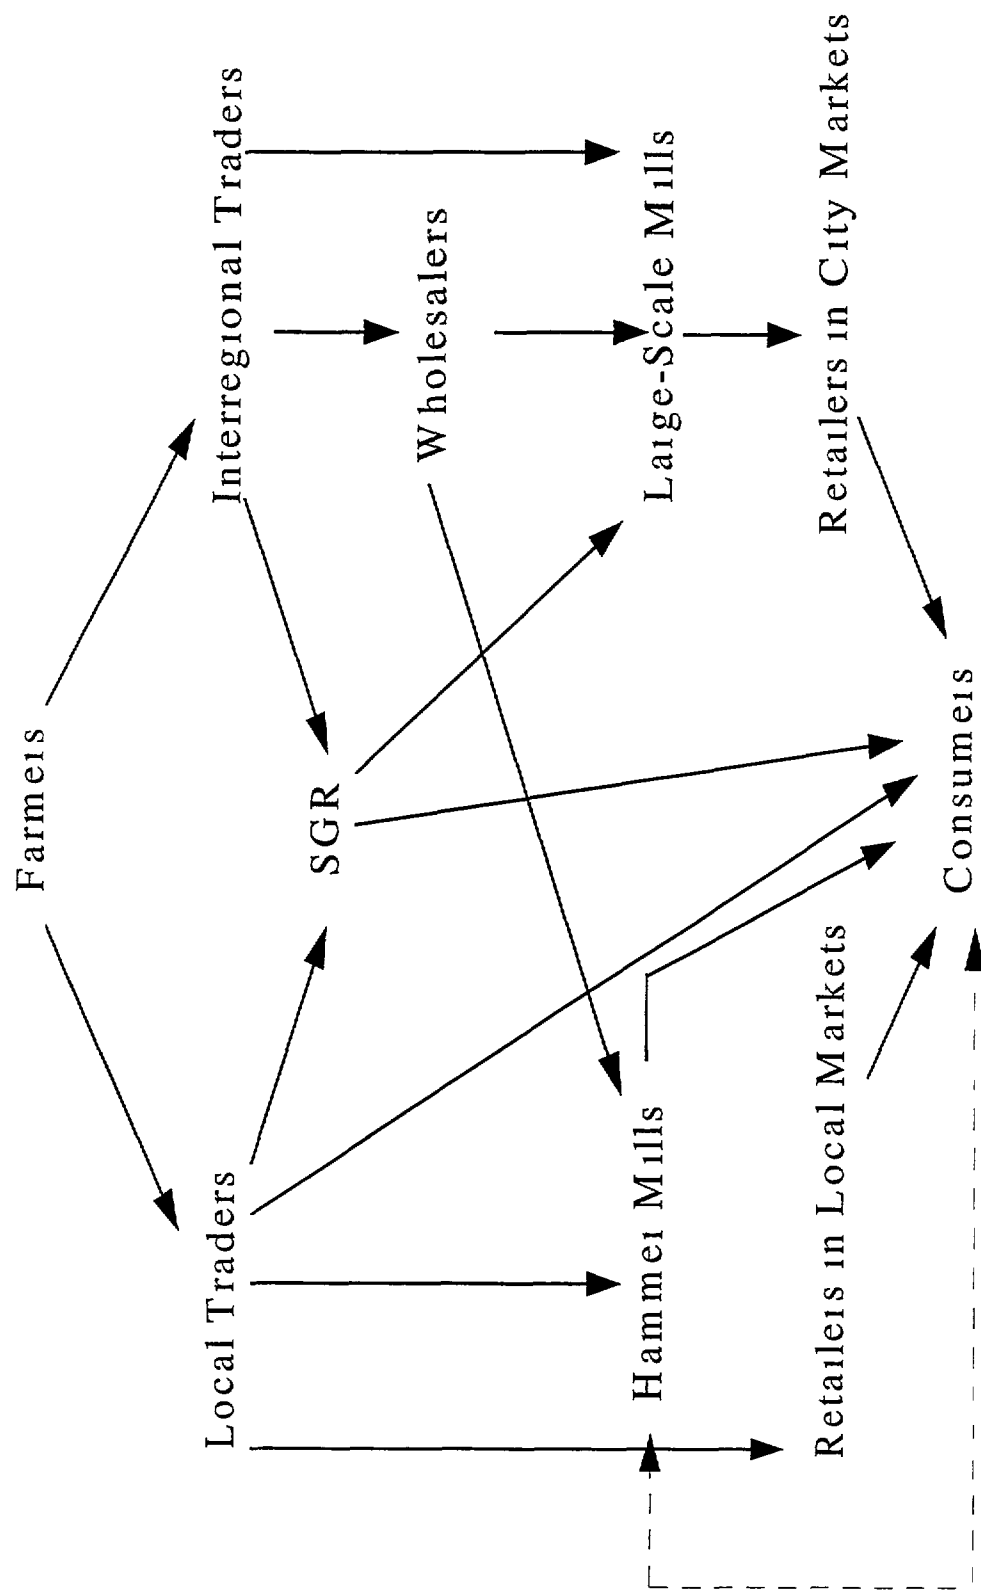 Farmers
Local Traders
Interregional Traders
SGR
Wholesalers
Hammer Mills
Large-Scale Mills
Retailers in Local Markets
Retailers in City Markets
Consumers